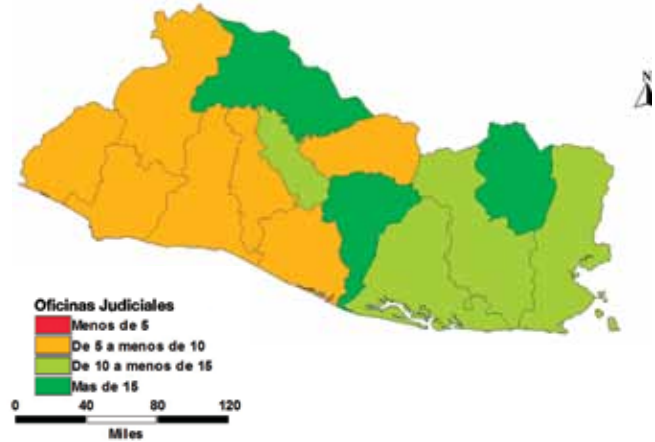 N
Oficinas Judiciales
Menos de 5
De 5 a menos de 10
De 10 a menos de 15
Mas de 15
0 40 80 120
Miles